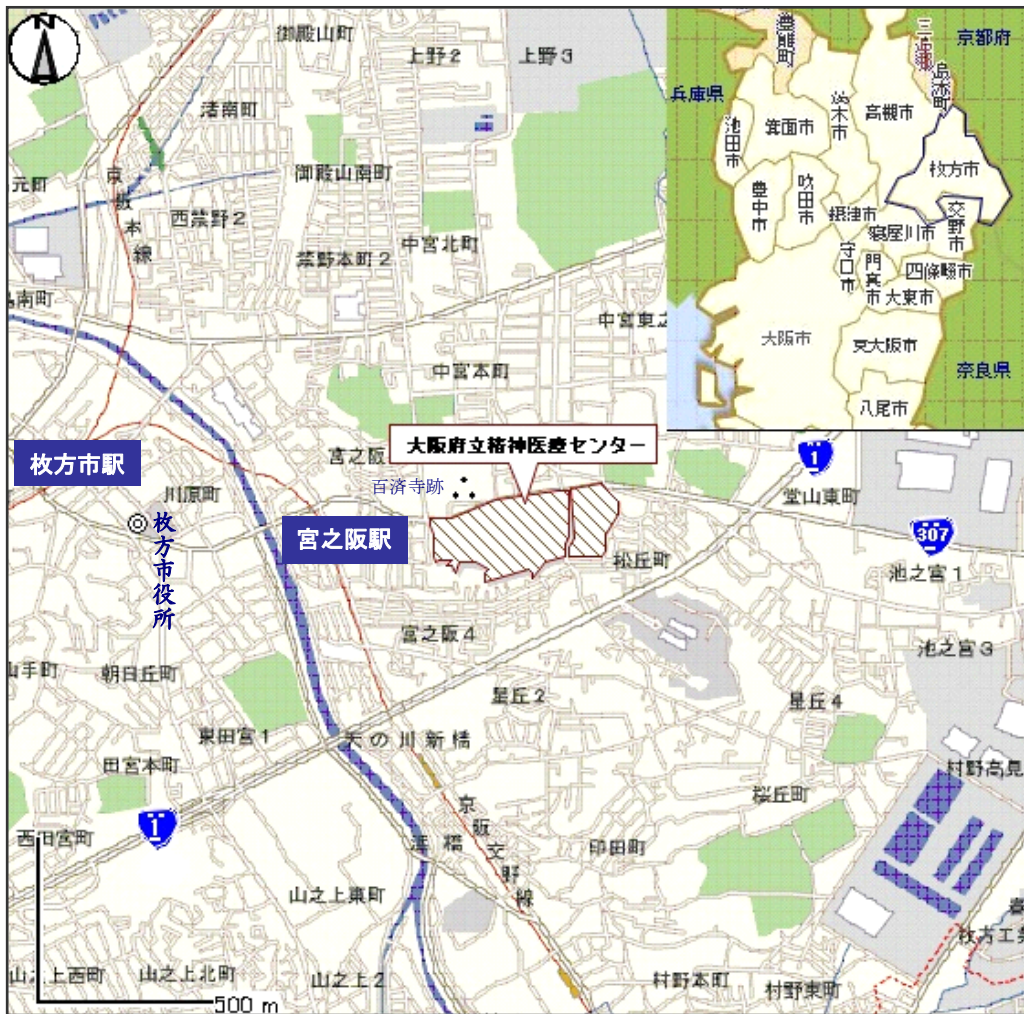 N
御殿山町
上野2
上野3
渚南町
元町
御殿山南町
京阪本線
西禁野2
中宮北町
禁野本町2
南町
中宮東之
中宮本町
宮之阪
大阪府立精神医療センター
百済寺跡
枚方市駅
川原町
枚方市役所
宮之阪駅
1
堂山東町
307
松丘町
池之宮1
宮之阪4
池之宮3
山手町
朝日丘町
星丘2
星丘4
東田宮1
天の川新橋
田宮本町
村野高見
桜丘町
1
西田宮町
京阪交野線
印田町
山之上東町
枚方工
山之上西町
山之上北町
山之上2
村野本町
村野東町
500 m
豊能町
京都府
島本町
兵庫県
茨木市
高槻市
池田市
箕面市
枚方市
豊中市
吹田市
摂津市
交野市
寝屋川市
守口市
門真市
四條畷市
大東市
大阪市
東大阪市
奈良県
八尾市